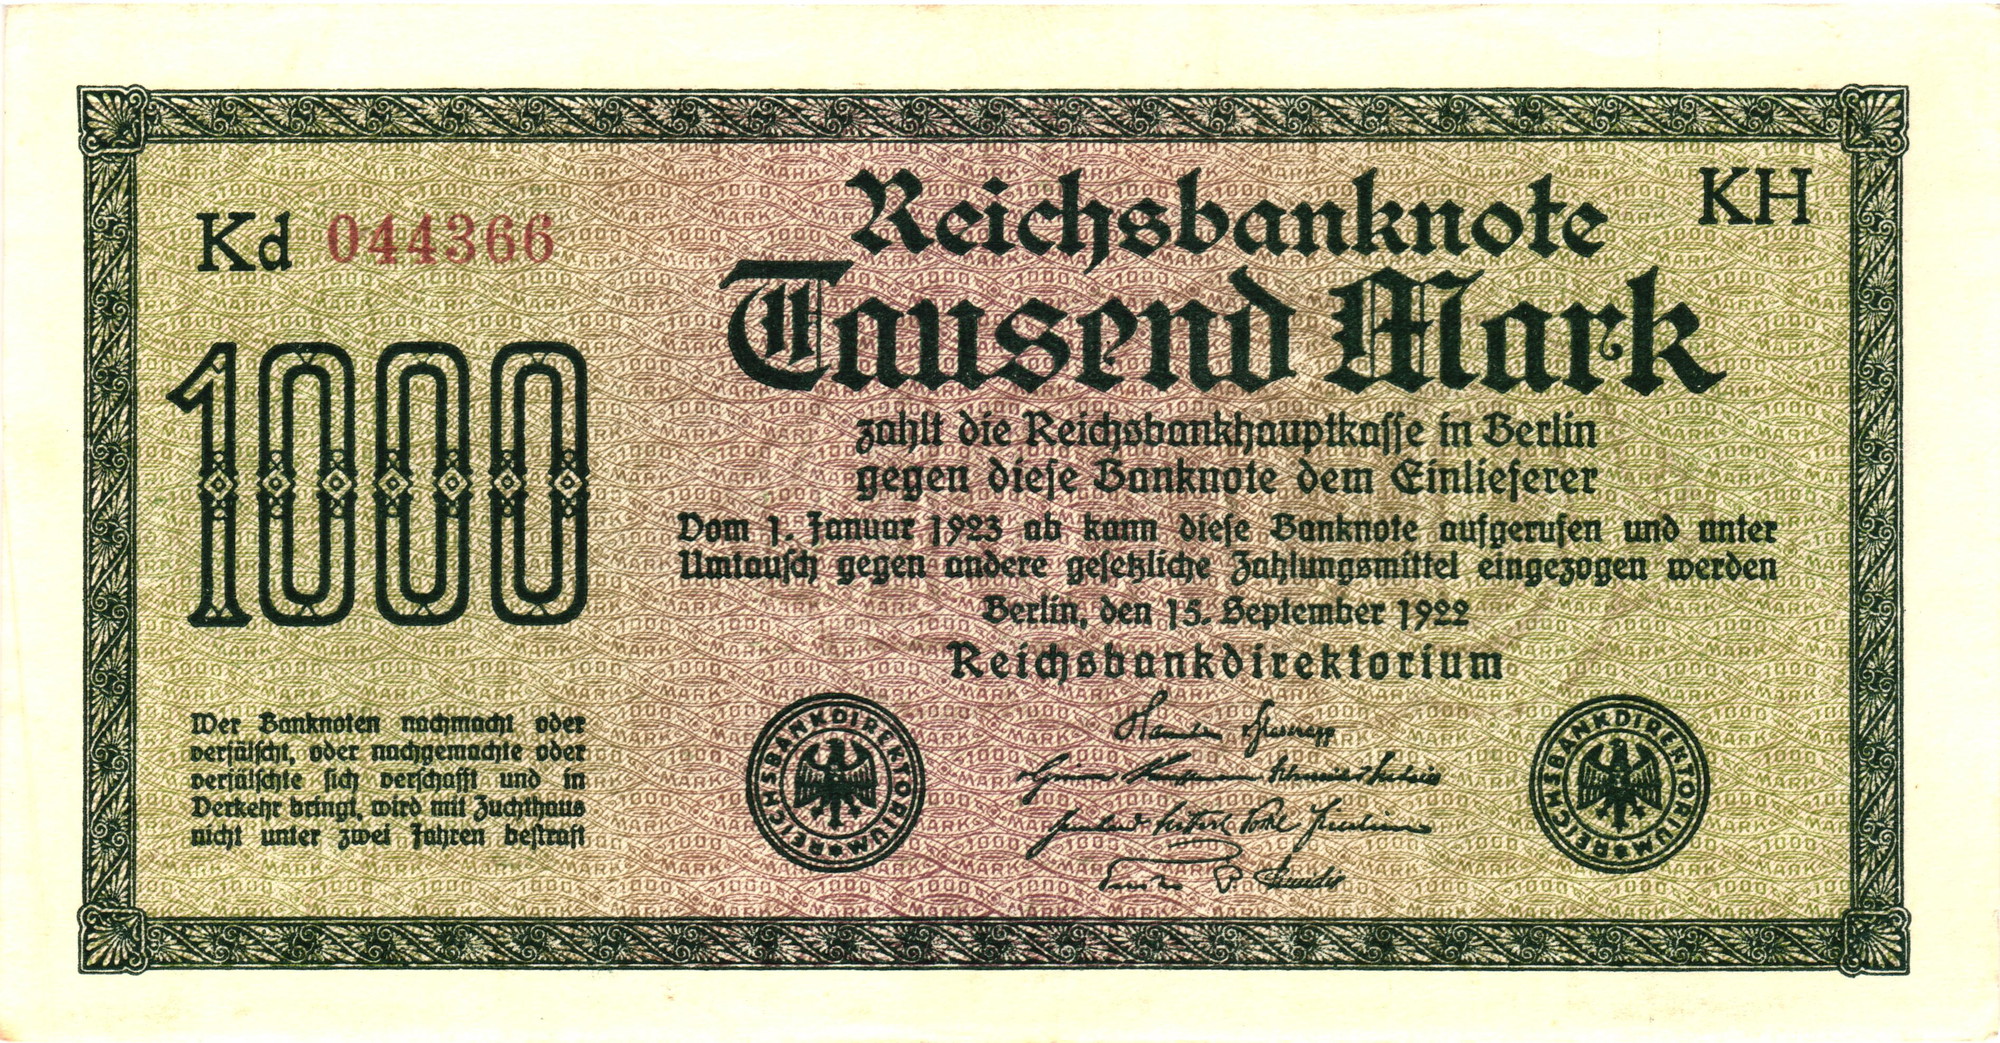 Kd 044366
KH
Reichsbanknote
Tausend Mark
zahlt die Reichsbankhauptkasse in Berlin
gegen diese Banknote dem Einlieferer
Vom 1. Januar 1923 ab kann diese Banknote aufgerufen und unter
Umtausch gegen andere gesetzliche Zahlungsmittel eingezogen werden
Berlin, den 15. September 1922
Reichsbankdirektorium
1000
Wer Banknoten nachmacht oder
verfälscht, oder nachgemachte oder
verfälschte sich verschafft und in
Verkehr bringt, wird mit Zuchthaus
nicht unter zwei Jahren bestraft
REICHSBANKDIREKTORIUM
REICHSBANKDIREKTORIUM
1000 MARK